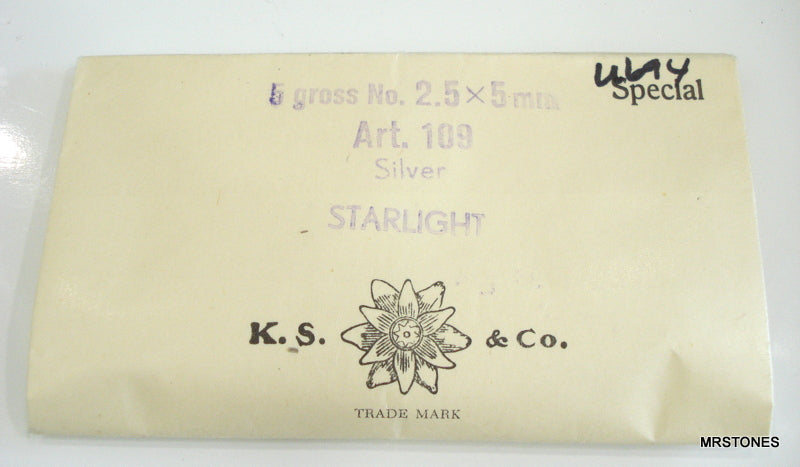 5 gross No. 2.5×5 mm
Special
Art. 109
Silver
STARLIGHT
K. S. & Co.
TRADE MARK
MRSTONES